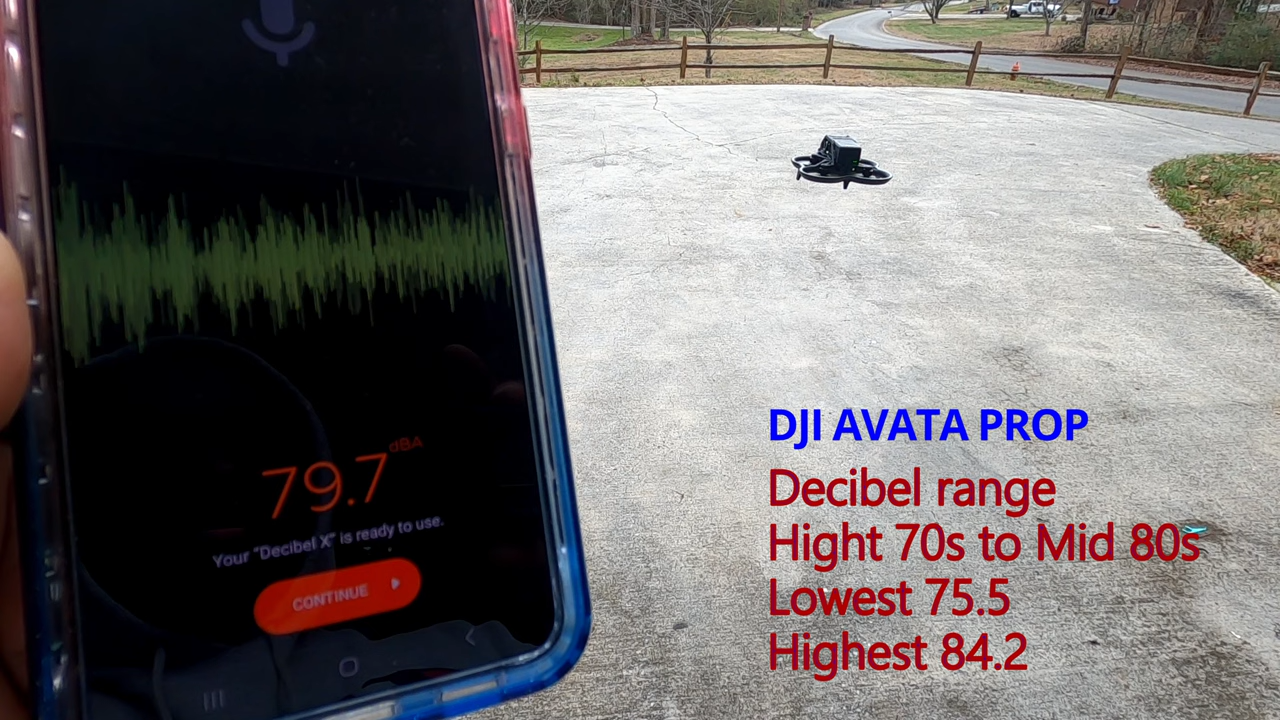 79.7 dBA
Your "Decibel X" is ready to use.
CONTINUE
DJI AVATA PROP
Decibel range
Hight 70s to Mid 80s
Lowest 75.5
Highest 84.2